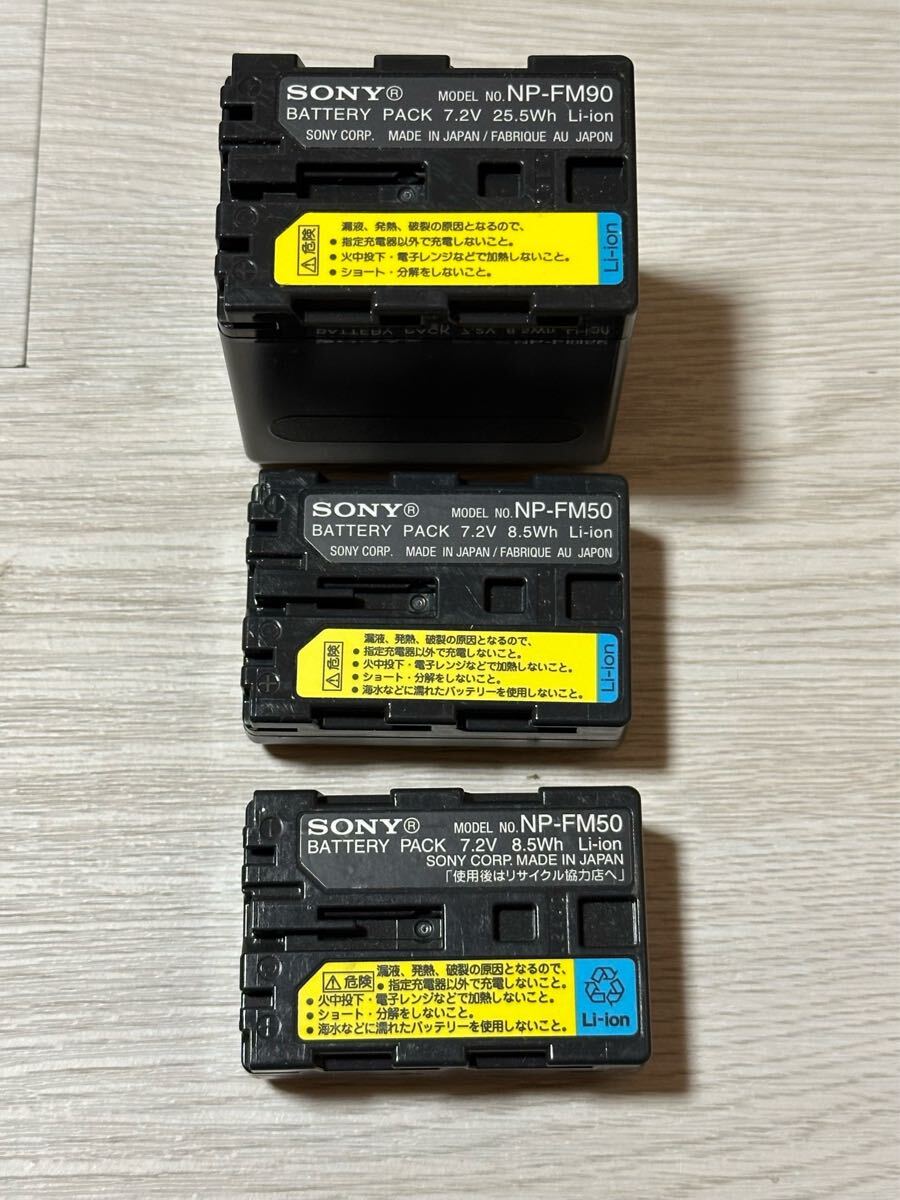 SONY® MODEL NO. NP-FM90
BATTERY PACK 7.2V 25.5Wh Li-ion
SONY CORP. MADE IN JAPAN / FABRIQUE AU JAPON
⚠危険
漏液、発熱、破裂の原因となるので、
● 指定充電器以外で充電しないこと。
● 火中投下・電子レンジなどで加熱しないこと。
● ショート・分解をしないこと。
Li-ion
SONY® MODEL NO. NP-FM50
BATTERY PACK 7.2V 8.5Wh Li-ion
SONY CORP. MADE IN JAPAN / FABRIQUE AU JAPON
⚠危険
漏液、発熱、破裂の原因となるので、
● 指定充電器以外で充電しないこと。
● 火中投下・電子レンジなどで加熱しないこと。
● ショート・分解をしないこと。
● 海水などに濡れたバッテリーを使用しないこと。
Li-ion
SONY® MODEL NO. NP-FM50
BATTERY PACK 7.2V 8.5Wh Li-ion
SONY CORP. MADE IN JAPAN
「使用後はリサイクル協力店へ」
⚠危険 漏液、発熱、破裂の原因となるので、
● 指定充電器以外で充電しないこと。
● 火中投下・電子レンジなどで加熱しないこと。
● ショート・分解をしないこと。
● 海水などに濡れたバッテリーを使用しないこと。
Li-ion